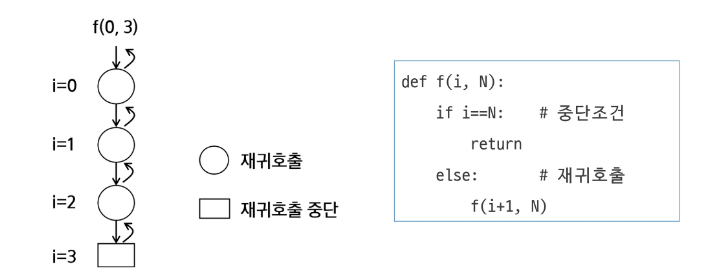 f(0, 3)
i=0
i=1
i=2
i=3
재귀호출
재귀호출 중단
def f(i, N):
    if i==N:    # 중단조건
        return
    else:       # 재귀호출
        f(i+1, N)